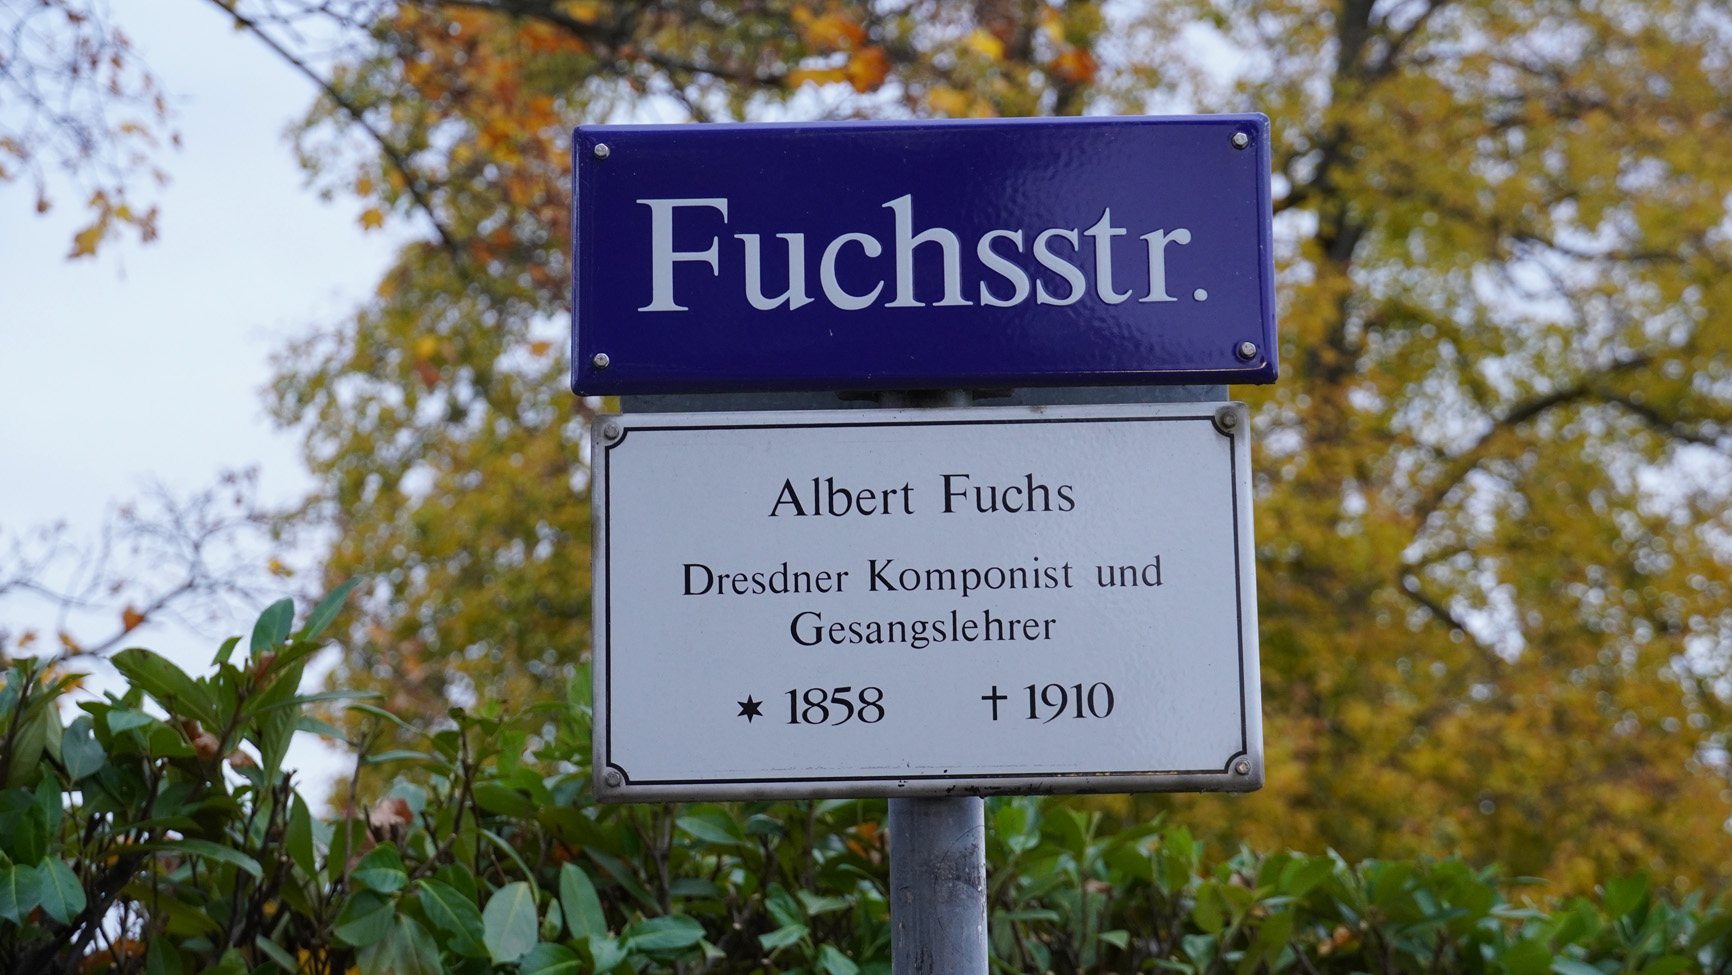 Fuchsstr.
Albert Fuchs
Dresdner Komponist und
Gesangslehrer
✶ 1858 † 1910